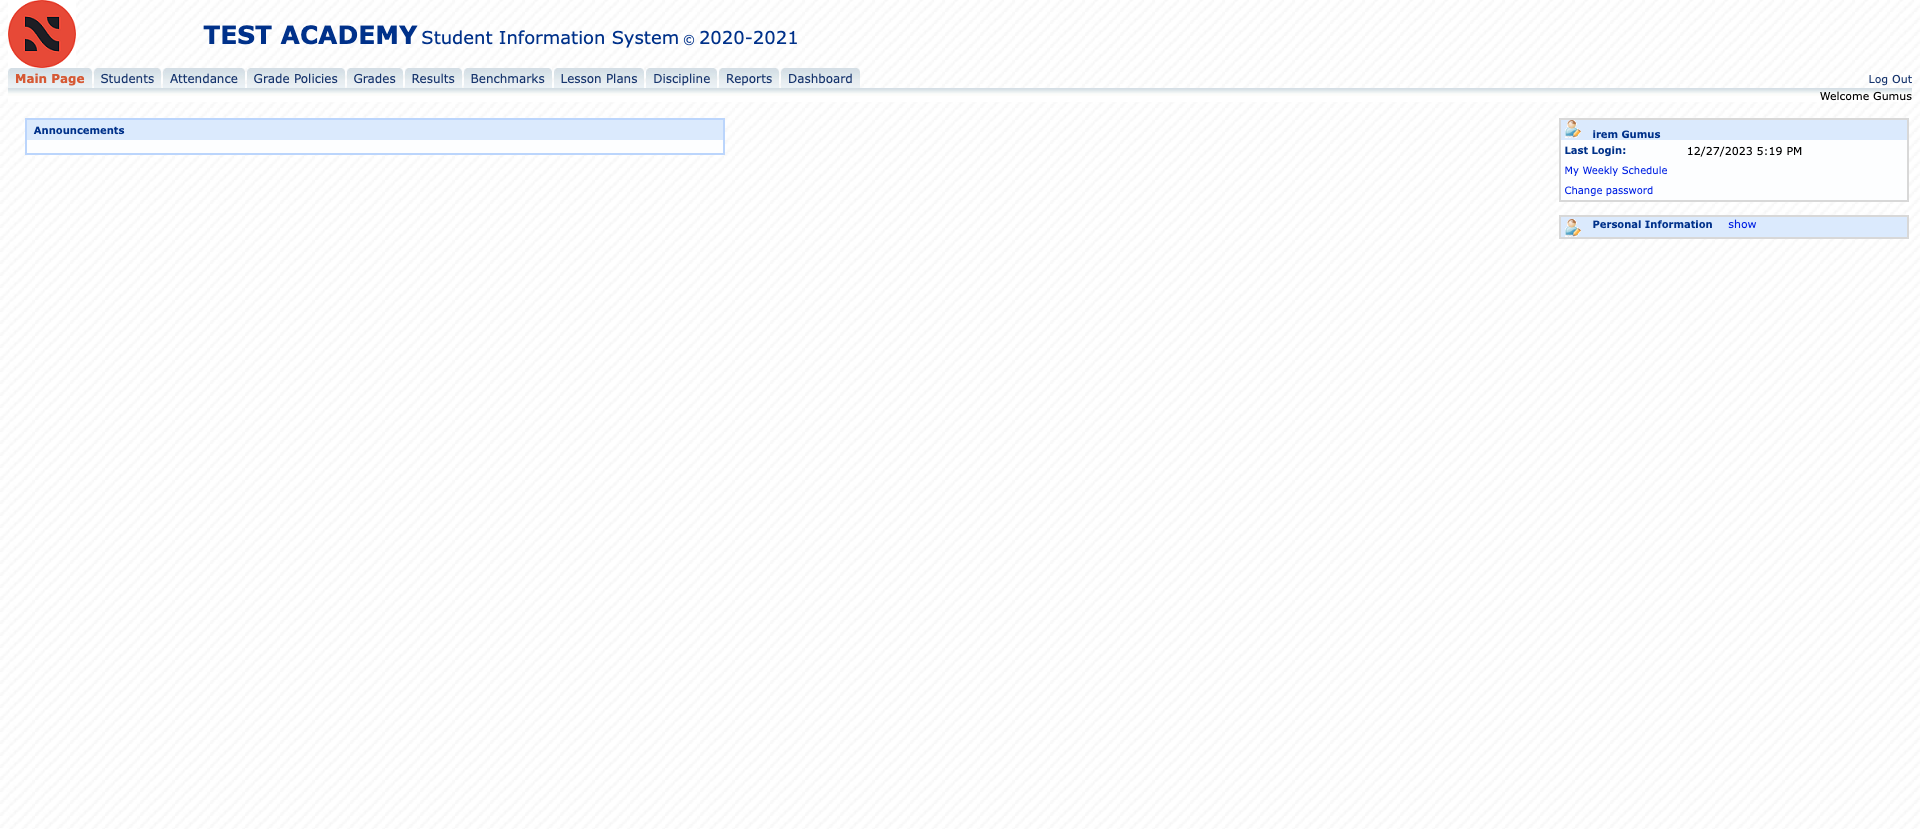 TEST ACADEMY Student Information System © 2020-2021
Main Page Students Attendance Grade Policies Grades Results Benchmarks Lesson Plans Discipline Reports Dashboard Log Out
Welcome Gumus
Announcements
irem Gumus
Last Login: 12/27/2023 5:19 PM
My Weekly Schedule
Change password
Personal Information show